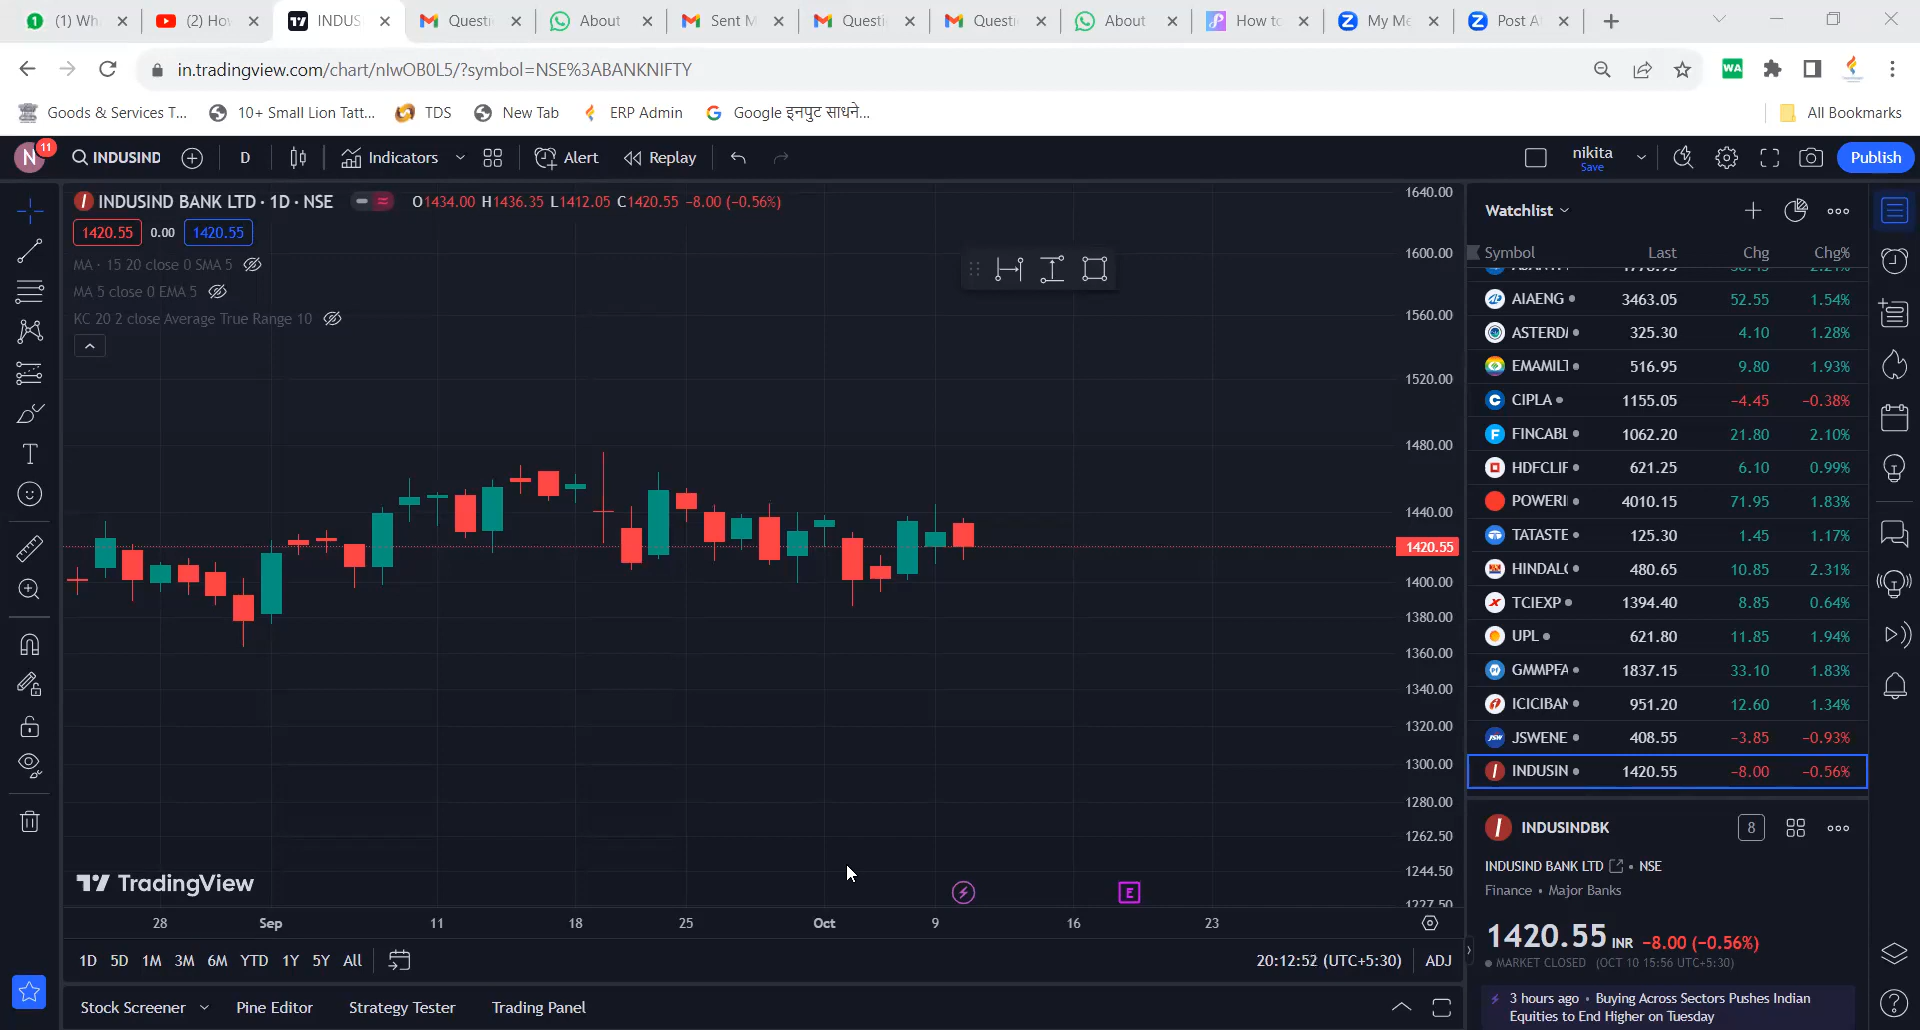 (1) Wh
(2) Ho
INDUS
Questi
About
Sent M
Questi
Questi
About
How to
My Me
Post A
in.tradingview.com/chart/nIwOB0L5/?symbol=NSE%3ABANKNIFTY
WA
Goods & Services T...
10+ Small Lion Tatt...
TDS
New Tab
ERP Admin
Google इनपुट साधने...
All Bookmarks
N 11
INDUSIND
D
Indicators
Alert
Replay
nikita
Save
Publish
INDUSIND BANK LTD · 1D · NSE
O1434.00 H1436.35 L1412.05 C1420.55 −8.00 (−0.56%)
1420.55 0.00 1420.55
MA · 15 20 close 0 SMA 5
MA 5 close 0 EMA 5
KC 20 2 close Average True Range 10
1640.00
1600.00
1560.00
1520.00
1480.00
1440.00
1420.55
1400.00
1380.00
1360.00
1340.00
1320.00
1300.00
1280.00
1262.50
1244.50
1227.50
TradingView
E
28 Sep 11 18 25 Oct 9 16 23
1D 5D 1M 3M 6M YTD 1Y 5Y All
20:12:52 (UTC+5:30) ADJ
Stock Screener Pine Editor Strategy Tester Trading Panel
Watchlist
Symbol Last Chg Chg%
AIAENG 3463.05 52.55 1.54%
ASTERD 325.30 4.10 1.28%
EMAMILT 516.95 9.80 1.93%
CIPLA 1155.05 −4.45 −0.38%
FINCABL 1062.20 21.80 2.10%
HDFCLIF 621.25 6.10 0.99%
POWERI 4010.15 71.95 1.83%
TATASTE 125.30 1.45 1.17%
HINDALC 480.65 10.85 2.31%
TCIEXP 1394.40 8.85 0.64%
UPL 621.80 11.85 1.94%
GMMPFA 1837.15 33.10 1.83%
ICICIBAN 951.20 12.60 1.34%
JSWENE 408.55 −3.85 −0.93%
INDUSIN 1420.55 −8.00 −0.56%
INDUSINDBK
8
INDUSIND BANK LTD • NSE
Finance • Major Banks
1420.55 INR −8.00 (−0.56%)
MARKET CLOSED (OCT 10 15:56 UTC+5:30)
3 hours ago • Buying Across Sectors Pushes Indian
Equities to End Higher on Tuesday